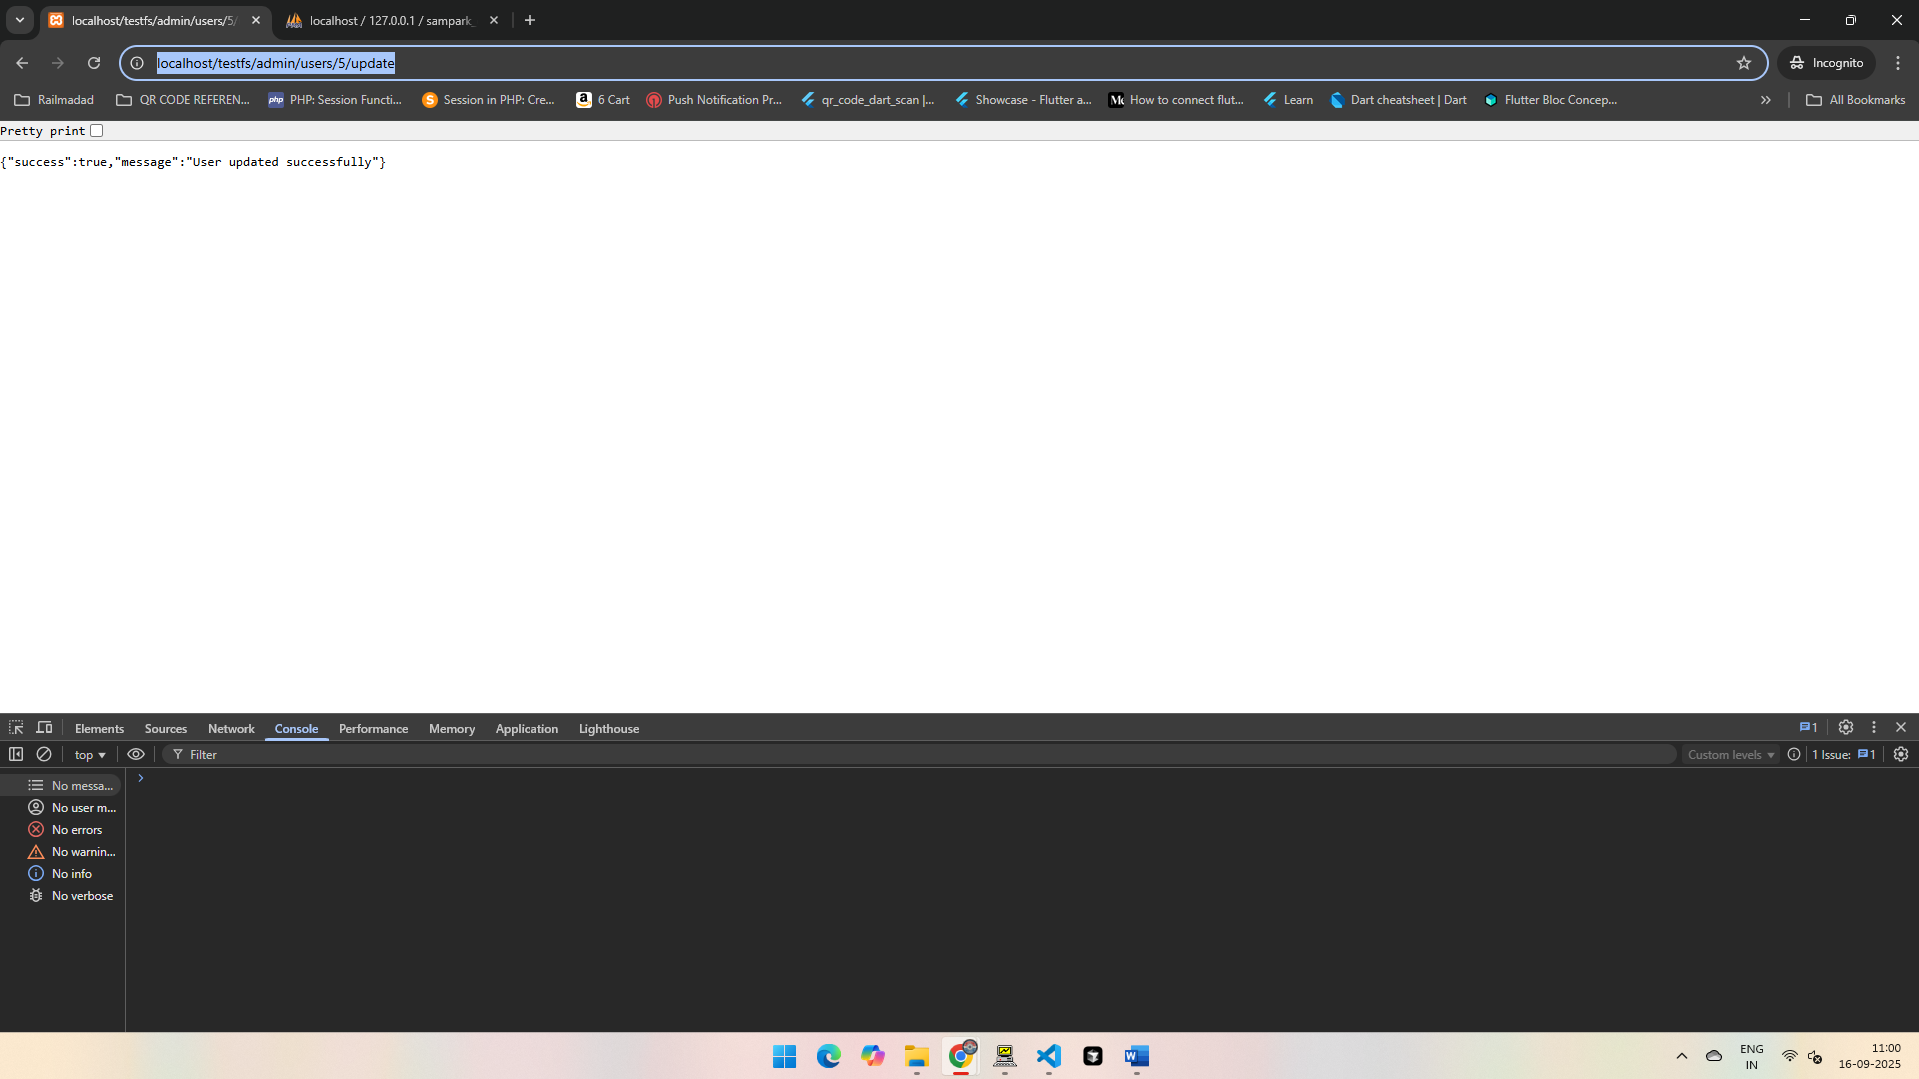 localhost/testfs/admin/users/5/
localhost / 127.0.0.1 / sampark_
localhost/testfs/admin/users/5/update
Incognito
Railmadad
QR CODE REFEREN...
php
PHP: Session Functi...
S
Session in PHP: Cre...
a
6 Cart
Push Notification Pr...
qr_code_dart_scan |...
Showcase - Flutter a...
How to connect flut...
Learn
Dart cheatsheet | Dart
Flutter Bloc Concep...
All Bookmarks
Pretty print
{"success":true,"message":"User updated successfully"}
Elements Sources Network Console Performance Memory Application Lighthouse
1
top
Filter
Custom levels
1 Issue: 1
No messa...
No user m...
No errors
No warnin...
No info
No verbose
W
ENG
IN
11:00
16-09-2025